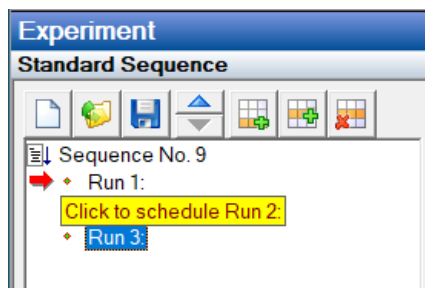 Experiment
Standard Sequence
Sequence No. 9
Run 1:
Click to schedule Run 2:
Run 3: